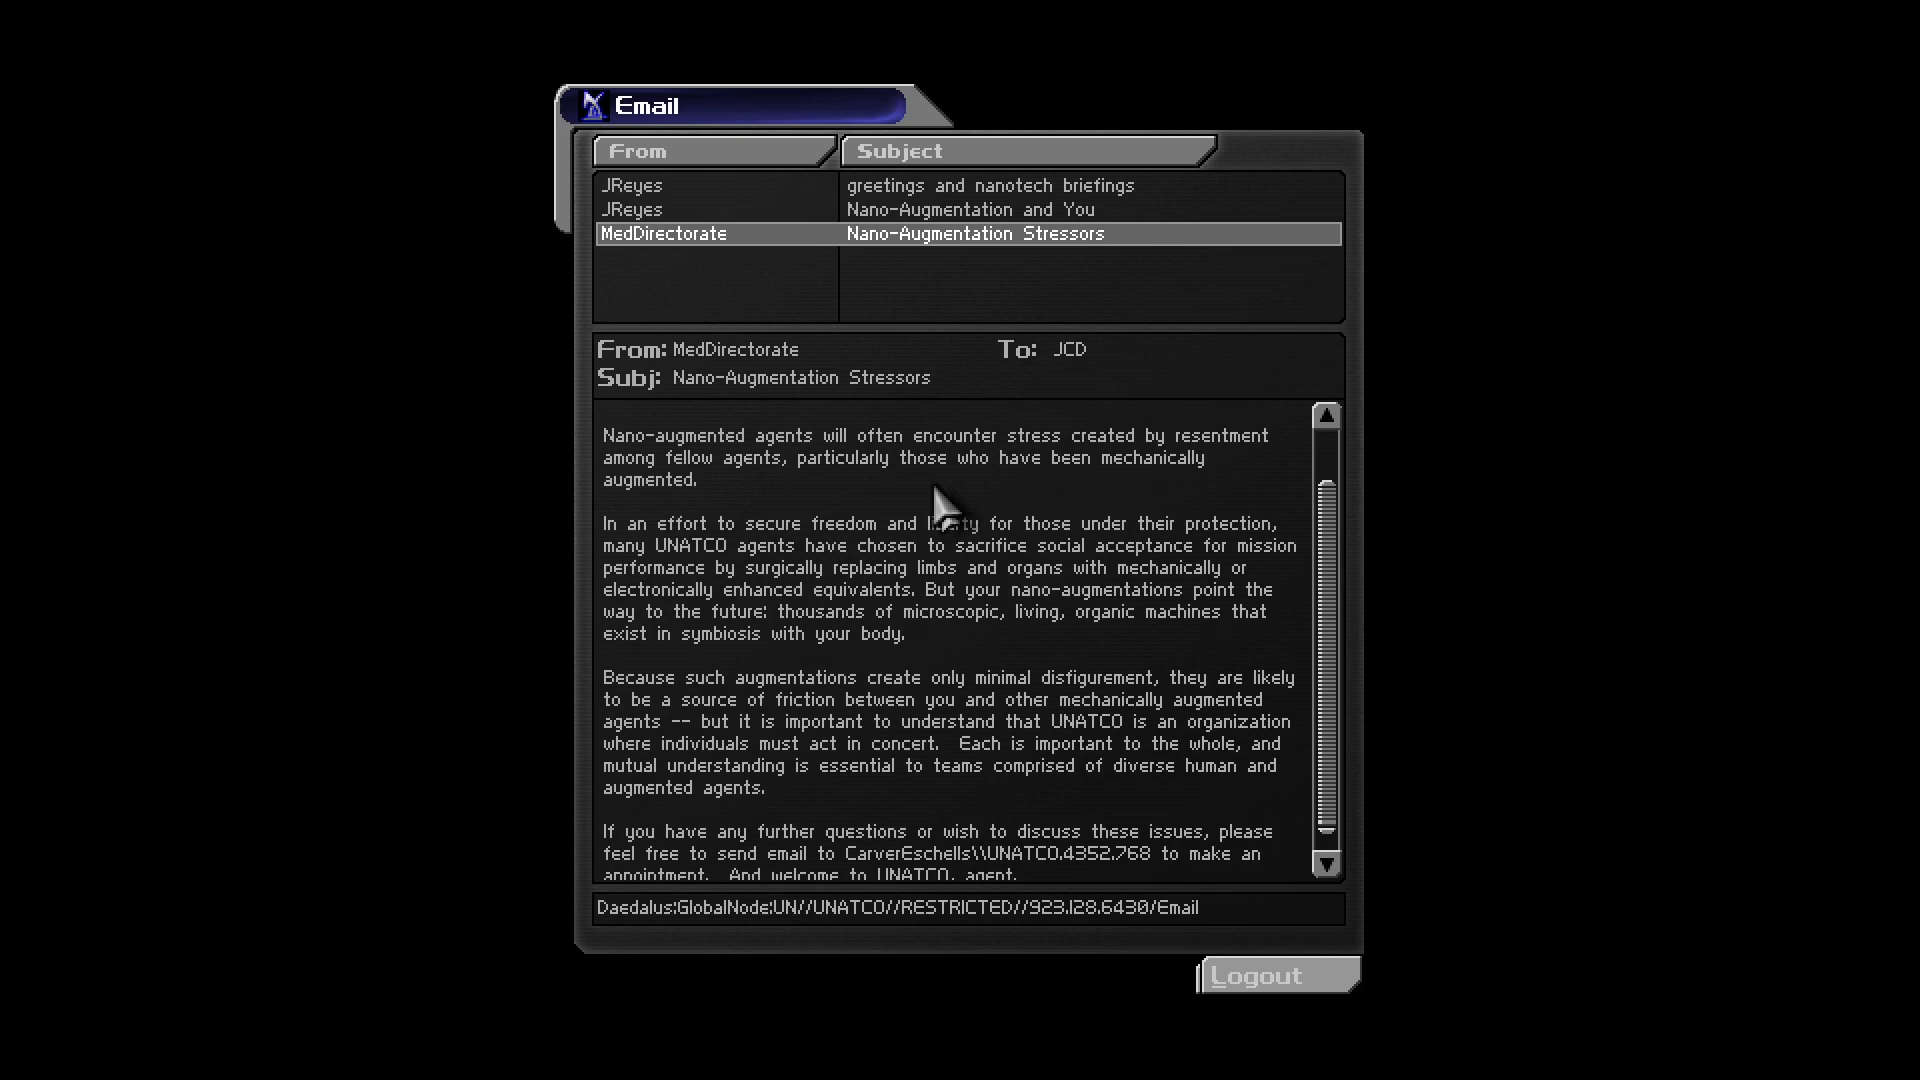 Email
From Subject
JReyes greetings and nanotech briefings
JReyes Nano-Augmentation and You
MedDirectorate Nano-Augmentation Stressors
From: MedDirectorate To: JCD
Subj: Nano-Augmentation Stressors
Nano-augmented agents will often encounter stress created by resentment
among fellow agents, particularly those who have been mechanically
augmented.
In an effort to secure freedom and liberty for those under their protection,
many UNATCO agents have chosen to sacrifice social acceptance for mission
performance by surgically replacing limbs and organs with mechanically or
electronically enhanced equivalents. But your nano-augmentations point the
way to the future: thousands of microscopic, living, organic machines that
exist in symbiosis with your body.
Because such augmentations create only minimal disfigurement, they are likely
to be a source of friction between you and other mechanically augmented
agents -- but it is important to understand that UNATCO is an organization
where individuals must act in concert.  Each is important to the whole, and
mutual understanding is essential to teams comprised of diverse human and
augmented agents.
If you have any further questions or wish to discuss these issues, please
feel free to send email to CarverEschells\\UNATCO.4352.768 to make an
appointment.  And welcome to UNATCO, agent.
Daedalus:GlobalNode:UN//UNATCO//RESTRICTED//923.128.6430/Email
Logout